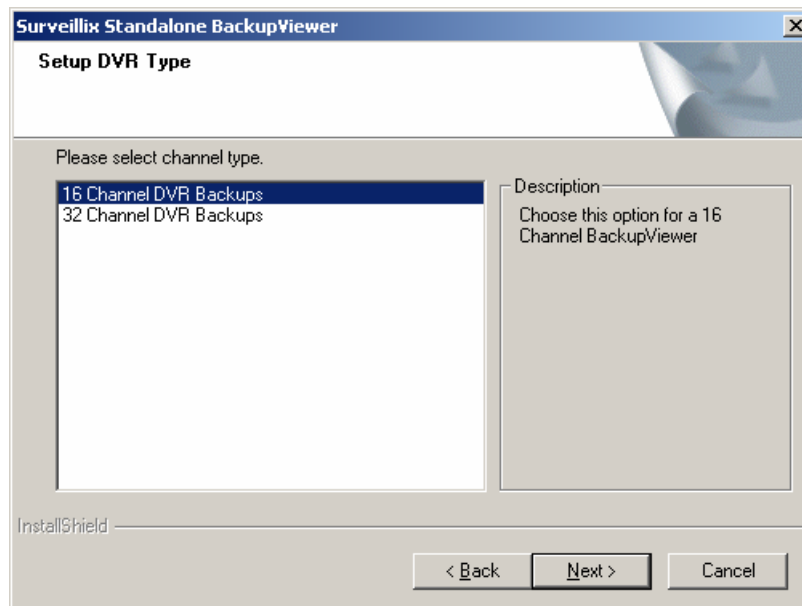 Surveillix Standalone BackupViewer
Setup DVR Type
Please select channel type.
16 Channel DVR Backups
32 Channel DVR Backups
Description
Choose this option for a 16
Channel BackupViewer
InstallShield
< Back
Next >
Cancel